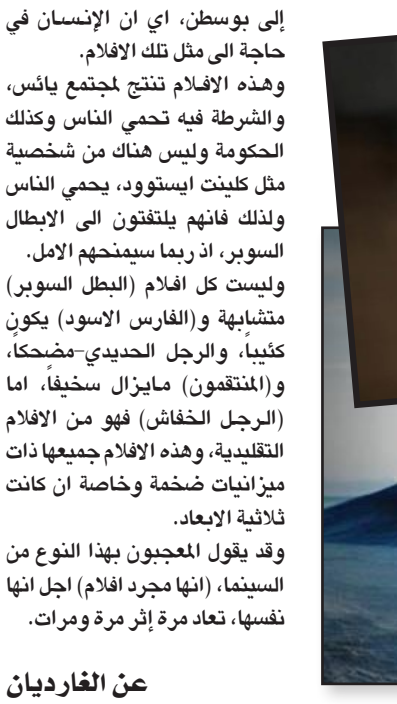 إلى بوسطن، اي ان الإنسان في
حاجة الى مثل تلك الافلام.
وهذه الافلام تنتج لمجتمع يائس،
والشرطة فيه تحمي الناس وكذلك
الحكومة وليس هناك من شخصية
مثل كلينت ايستوود، يحمي الناس
ولذلك فانهم يلتفتون الى الابطال
السوبر، اذ ربما سيمنحهم الامل.
وليست كل افلام (البطل السوبر)
متشابهة و(الفارس الاسود) يكون
كئيباً، والرجل الحديدي-مضحكاً،
و(المنتقمون) مايزال سخيفاً، اما
(الرجل الخفاش) فهو من الافلام
التقليدية، وهذه الافلام جميعها ذات
ميزانيات ضخمة وخاصة ان كانت
ثلاثية الابعاد.
وقد يقول المعجبون بهذا النوع من
السينما، (انها مجرد افلام) اجل انها
نفسها، تعاد مرة إثر مرة ومرات.
عن الغارديان